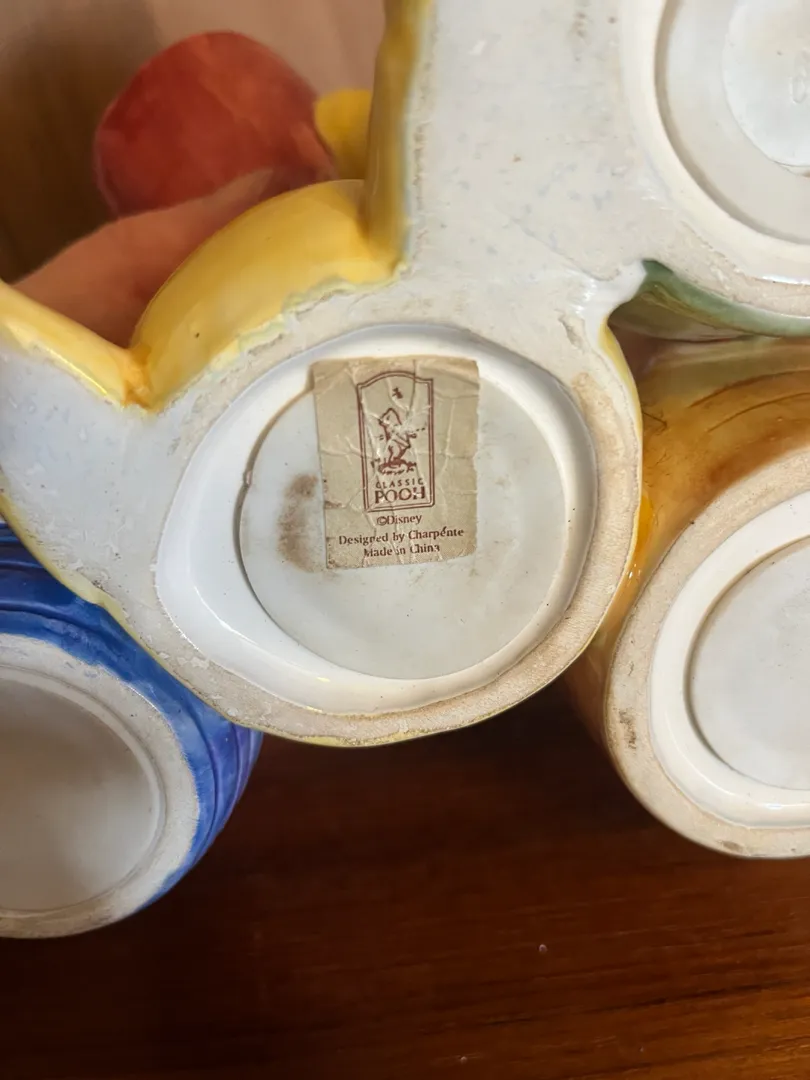 CLASSIC
POOH
©Disney
Designed by Charpente
Made in China